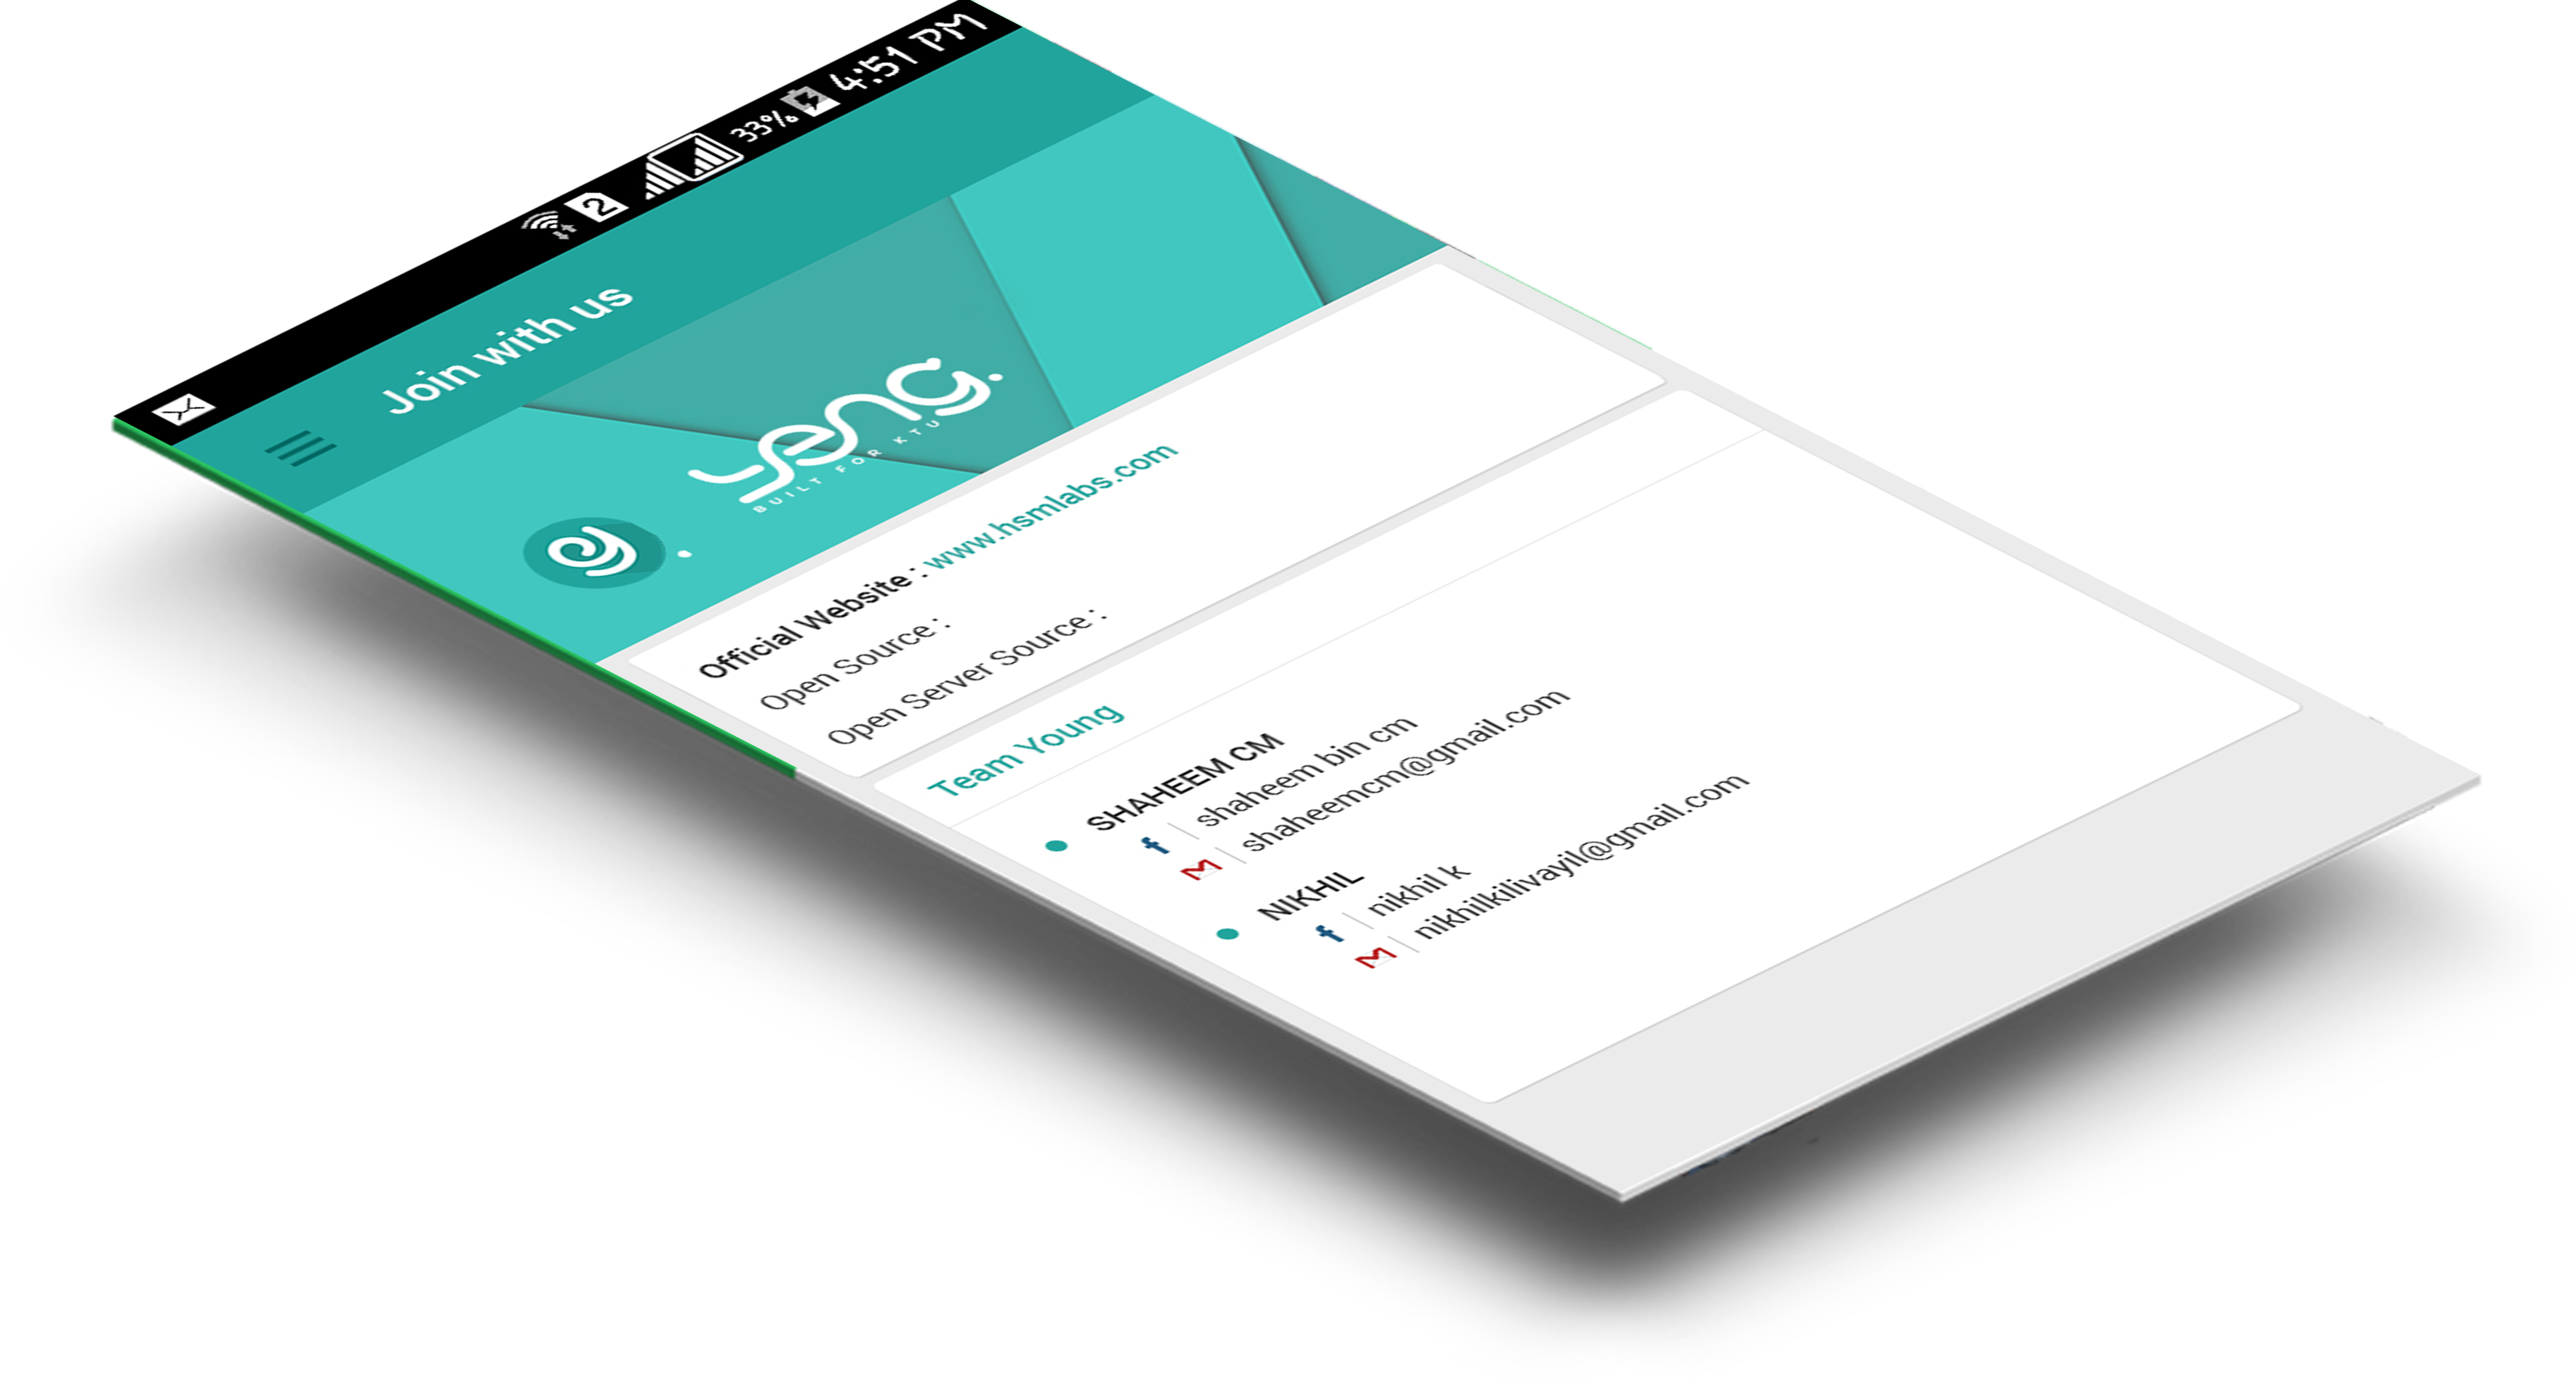 2 33% 4:51 PM
Join with us
yeng.
BUILT FOR KTU
y
Official Website : www.hsmlabs.com
Open Source :
Open Server Source :
Team Young
SHAHEEM CM
f | shaheem bin cm
M | shaheemcm@gmail.com
NIKHIL
f | nikhil k
M | nikhilkilivayil@gmail.com